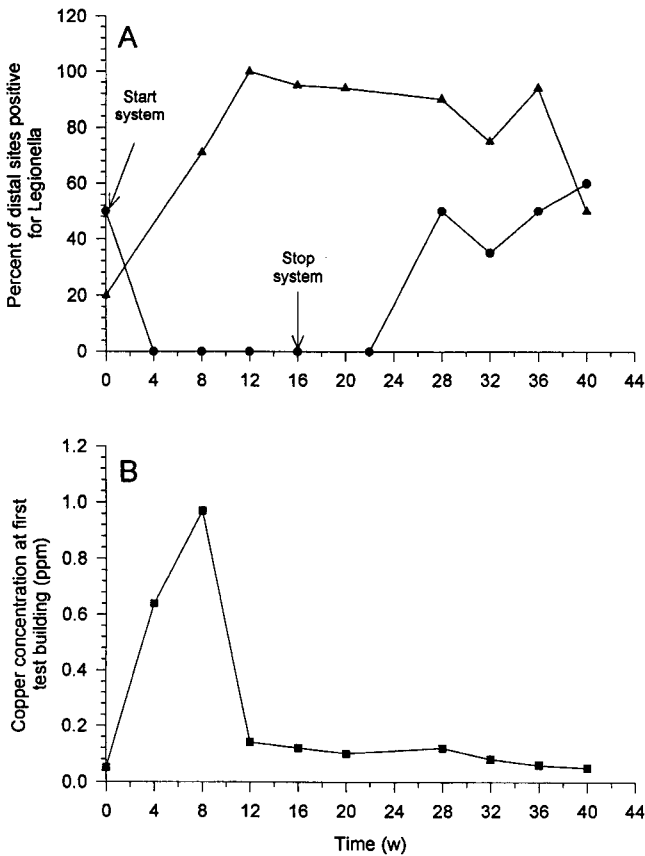 A
120
100
80
60
40
20
0
Percent of distal sites positive
for Legionella
Start
system
Stop
system
0 4 8 12 16 20 24 28 32 36 40 44
B
1.2
1.0
0.8
0.6
0.4
0.2
0.0
Copper concentration at first
test building (ppm)
0 4 8 12 16 20 24 28 32 36 40 44
Time (w)